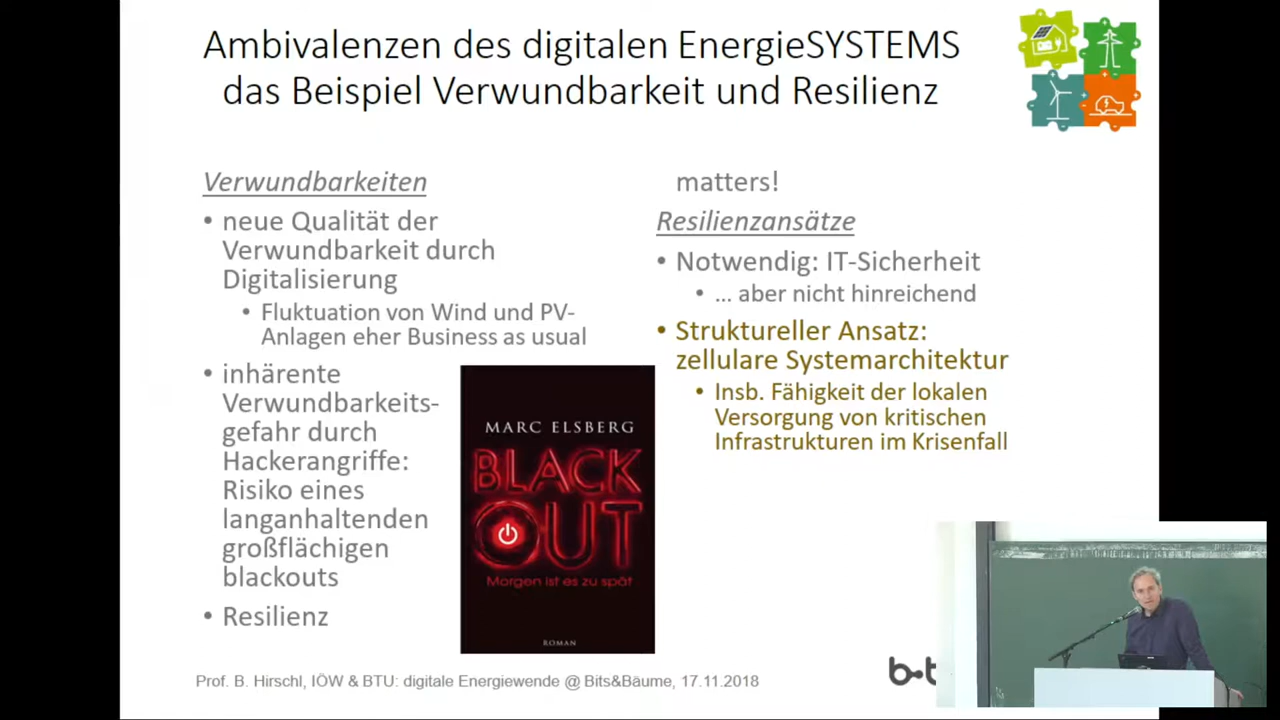 Ambivalenzen des digitalen EnergieSYSTEMS
das Beispiel Verwundbarkeit und Resilienz
Verwundbarkeiten
• neue Qualität der
Verwundbarkeit durch
Digitalisierung
• Fluktuation von Wind und PV-
Anlagen eher Business as usual
• inhärente
Verwundbarkeits-
gefahr durch
Hackerangriffe:
Risiko eines
langanhaltenden
großflächigen
blackouts
• Resilienz
matters!
Resilienzansätze
• Notwendig: IT-Sicherheit
• … aber nicht hinreichend
• Struktureller Ansatz:
zellulare Systemarchitektur
• Insb. Fähigkeit der lokalen
Versorgung von kritischen
Infrastrukturen im Krisenfall
MARC ELSBERG
BLACK
OUT
Morgen ist es zu spät
ROMAN
Prof. B. Hirschl, IÖW & BTU: digitale Energiewende @ Bits&Bäume, 17.11.2018